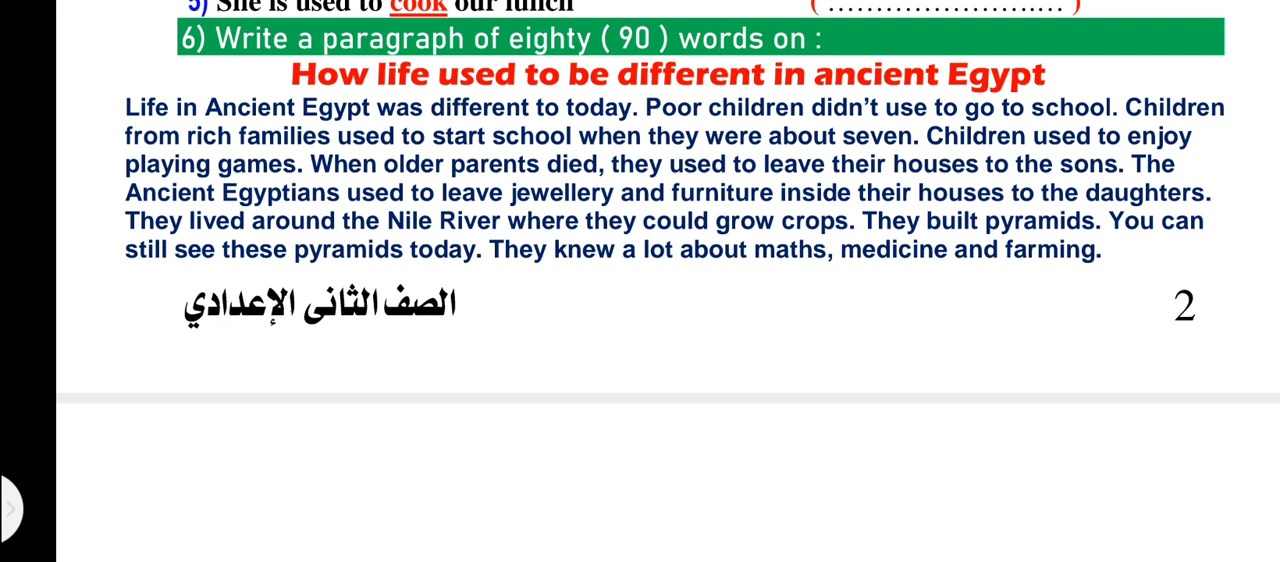 5) She is used to cook our lunch (........................)
6) Write a paragraph of eighty ( 90 ) words on :
How life used to be different in ancient Egypt
Life in Ancient Egypt was different to today. Poor children didn't use to go to school. Children
from rich families used to start school when they were about seven. Children used to enjoy
playing games. When older parents died, they used to leave their houses to the sons. The
Ancient Egyptians used to leave jewellery and furniture inside their houses to the daughters.
They lived around the Nile River where they could grow crops. They built pyramids. You can
still see these pyramids today. They knew a lot about maths, medicine and farming.
الصف الثانى الإعدادي 2